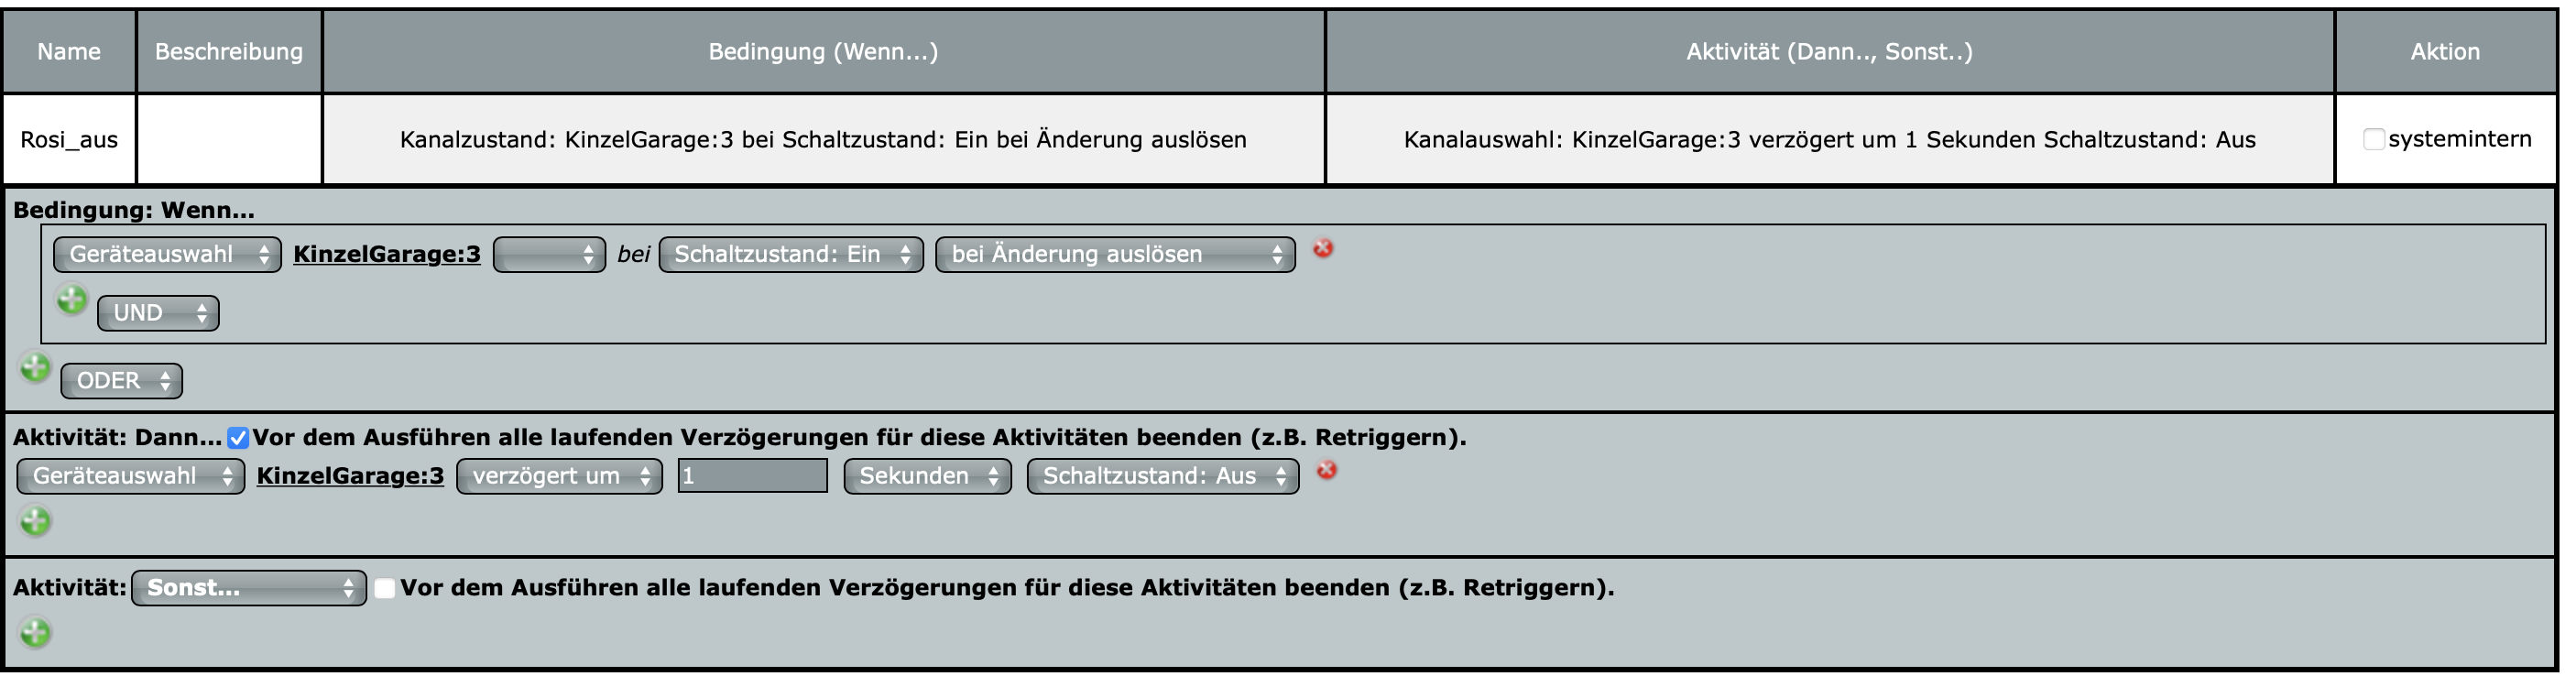 Name Beschreibung Bedingung (Wenn...) Aktivität (Dann.., Sonst..) Aktion
Rosi_aus Kanalzustand: KinzelGarage:3 bei Schaltzustand: Ein bei Änderung auslösen Kanalauswahl: KinzelGarage:3 verzögert um 1 Sekunden Schaltzustand: Aus systemintern
Bedingung: Wenn...
Geräteauswahl KinzelGarage:3 bei Schaltzustand: Ein bei Änderung auslösen
UND
ODER
Aktivität: Dann... Vor dem Ausführen alle laufenden Verzögerungen für diese Aktivitäten beenden (z.B. Retriggern).
Geräteauswahl KinzelGarage:3 verzögert um 1 Sekunden Schaltzustand: Aus
Aktivität: Sonst... Vor dem Ausführen alle laufenden Verzögerungen für diese Aktivitäten beenden (z.B. Retriggern).